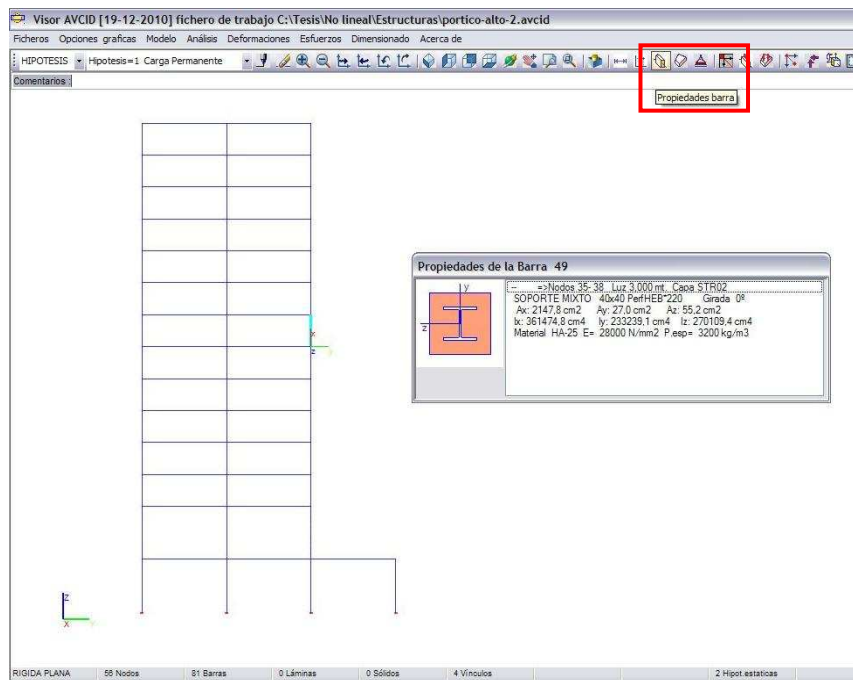 Visor AVCID [19-12-2010] fichero de trabajo C:\Tesis\No lineal\Estructuras\portico-alto-2.avcid
Ficheros Opciones graficas Modelo Análisis Deformaciones Esfuerzos Dimensionado Acerca de
HIPOTESIS Hipotesis=1 Carga Permanente
Comentarios :
Propiedades barra
Propiedades de la Barra 49
-- =>Nodos 35- 38 Luz 3,000 mt. Capa STR02
SOPORTE MIXTO 40x40 PerfHEB*220 Girada 0º
Ax: 2147,8 cm2 Ay: 27,0 cm2 Az: 55,2 cm2
Ix: 361474,8 cm4 Iy: 233239,1 cm4 Iz: 270109,4 cm4
Material HA-25 E= 28000 N/mm2 P.esp= 3200 kg/m3
y
z
x
z
z
x
RIGIDA PLANA 56 Nodos 81 Barras 0 Láminas 0 Sólidos 4 Vinculos 2 Hipot.estaticas